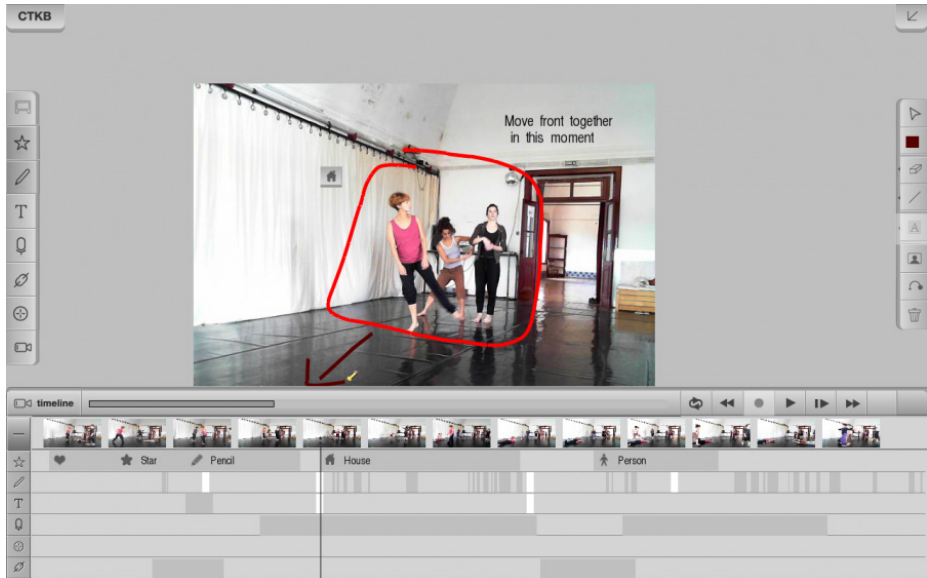 CTKB
Move front together
in this moment
T
A
timeline
Star
Pencil
House
Person
T